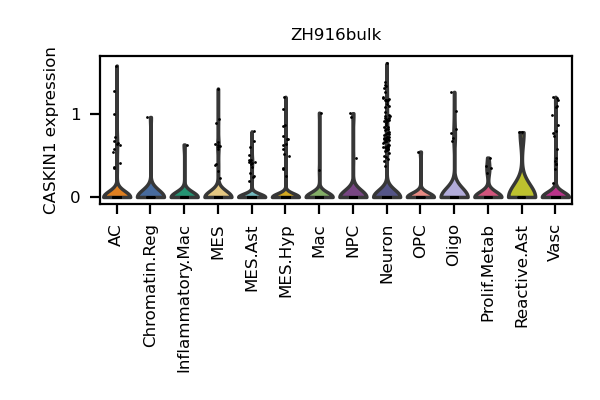 ZH916bulk
CASKIN1 expression
1
0
AC
Chromatin.Reg
Inflammatory.Mac
MES
MES.Ast
MES.Hyp
Mac
NPC
Neuron
OPC
Oligo
Prolif.Metab
Reactive.Ast
Vasc